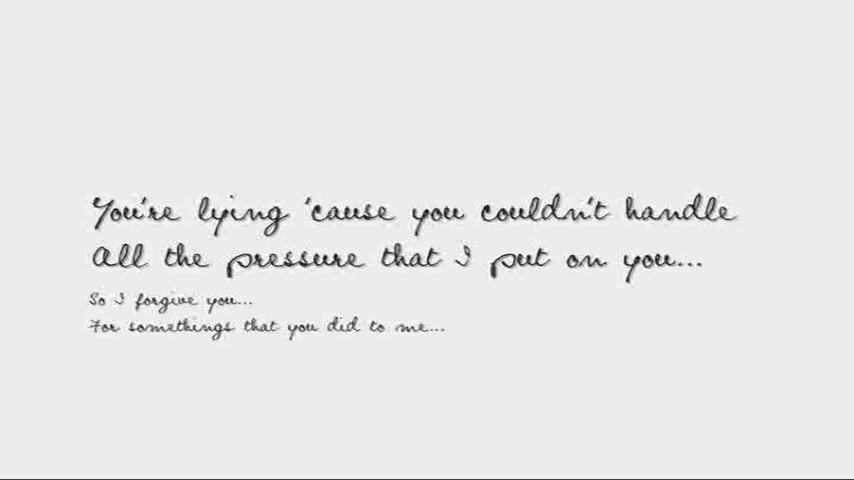 You're lying 'cause you couldn't handle
All the pressure that I put on you...
So I forgive you...
For somethings that you did to me...